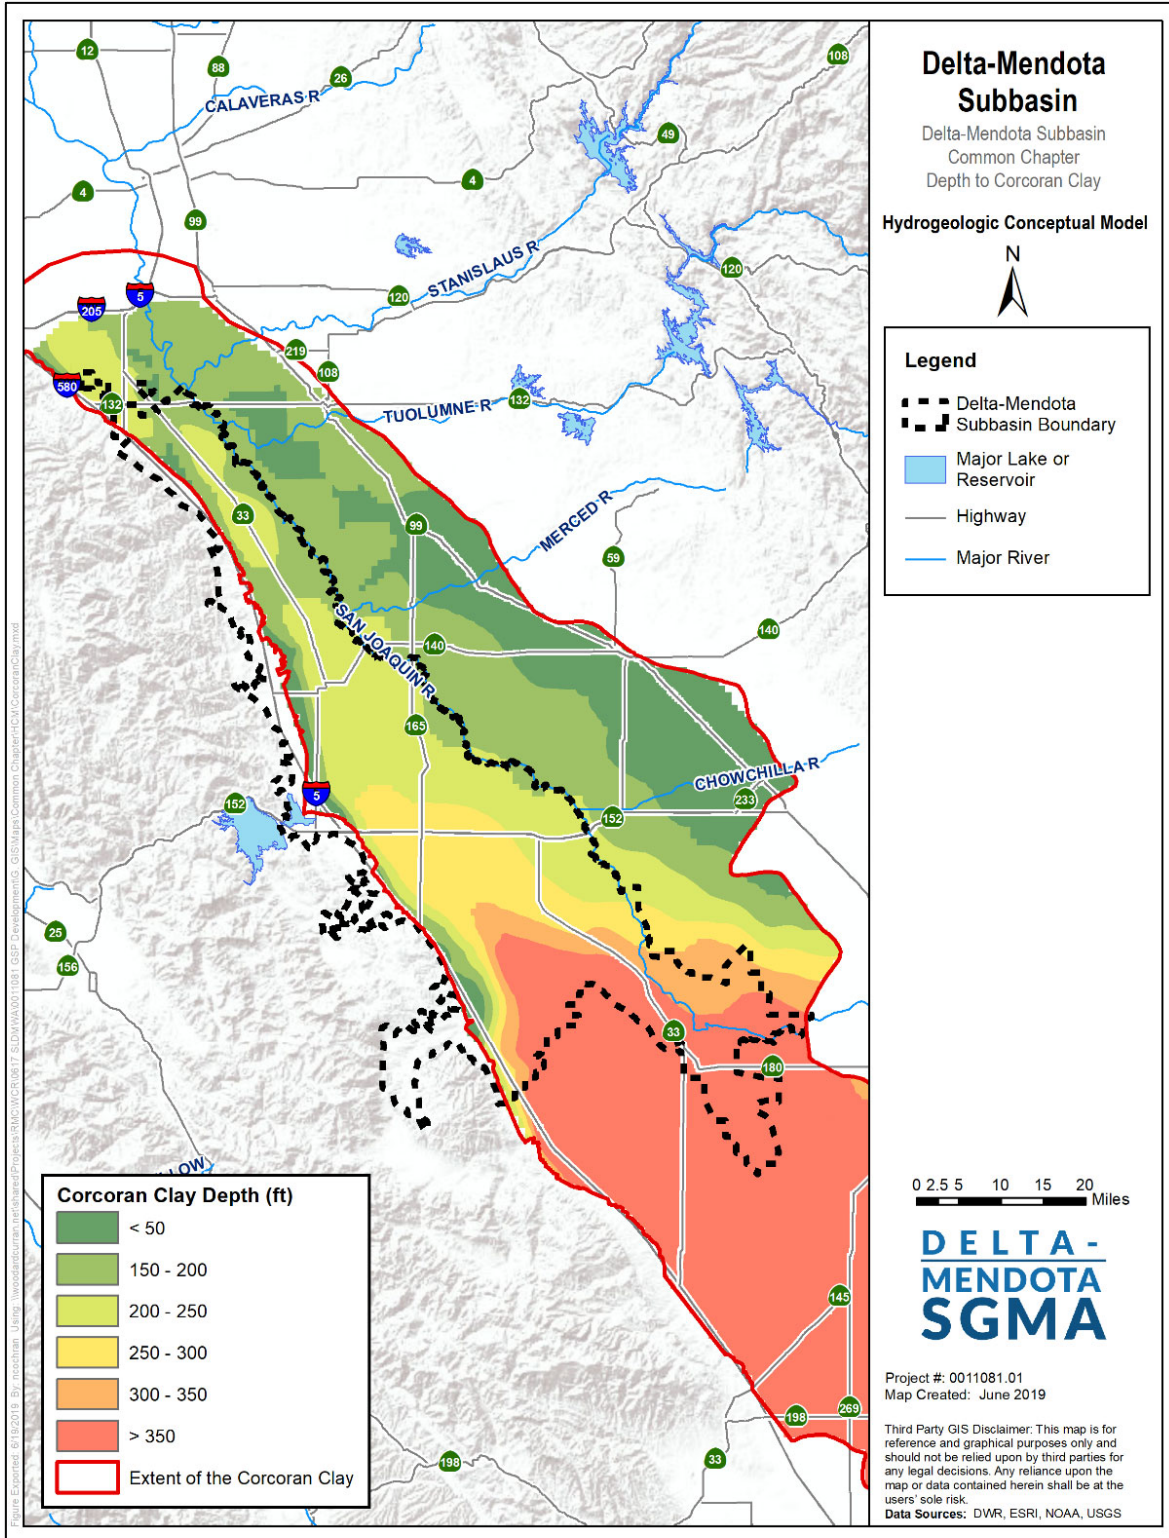 Delta-Mendota
Subbasin
Delta-Mendota Subbasin
Common Chapter
Depth to Corcoran Clay
Hydrogeologic Conceptual Model
N
Legend
Delta-Mendota
Subbasin Boundary
Major Lake or
Reservoir
Highway
Major River
0 2.5 5 10 15 20
Miles
DELTA-
MENDOTA
SGMA
Project #: 0011081.01
Map Created: June 2019
Third Party GIS Disclaimer: This map is for
reference and graphical purposes only and
should not be relied upon by third parties for
any legal decisions. Any reliance upon the
map or data contained herein shall be at the
users' sole risk.
Data Sources: DWR, ESRI, NOAA, USGS
12
88
26
108
CALAVERAS R
49
4
4
99
STANISLAUS R
120
120
5
205
219
108
580
132
132
TUOLUMNE R
33
99
MERCED R
59
SAN JOAQUIN R
140
140
165
CHOWCHILLA R
5
152
152
233
25
156
33
180
LLOW
145
269
198
198
33
Corcoran Clay Depth (ft)
< 50
150 - 200
200 - 250
250 - 300
300 - 350
> 350
Extent of the Corcoran Clay